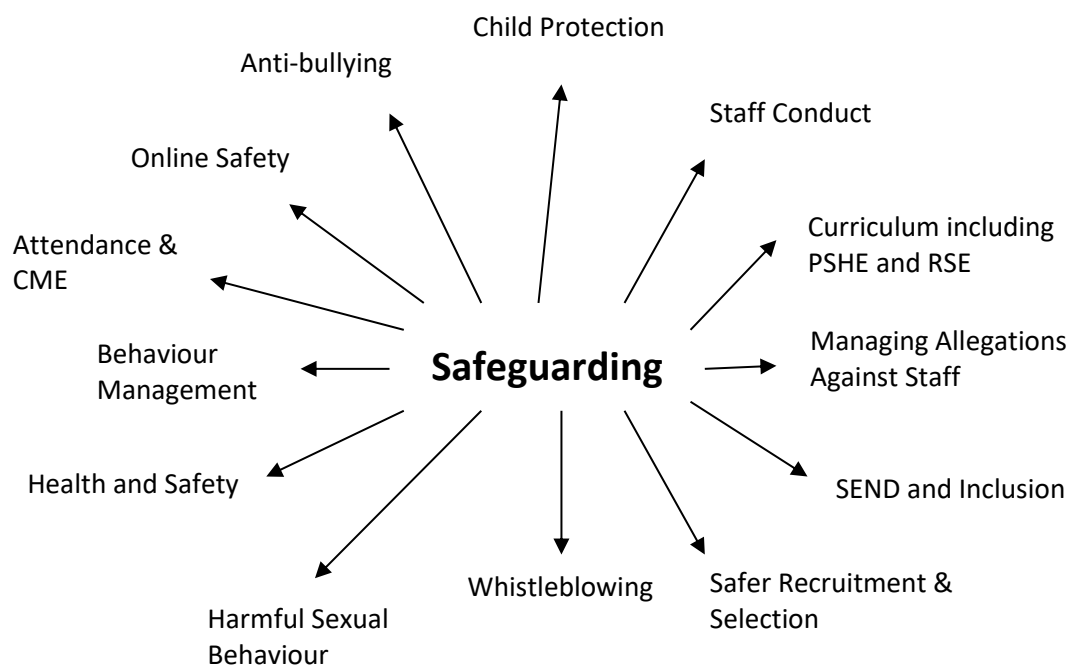 Child Protection
Anti-bullying
Staff Conduct
Online Safety
Curriculum including
PSHE and RSE
Attendance &
CME
Managing Allegations
Against Staff
Behaviour
Management
Safeguarding
Health and Safety
SEND and Inclusion
Whistleblowing
Safer Recruitment &
Selection
Harmful Sexual
Behaviour